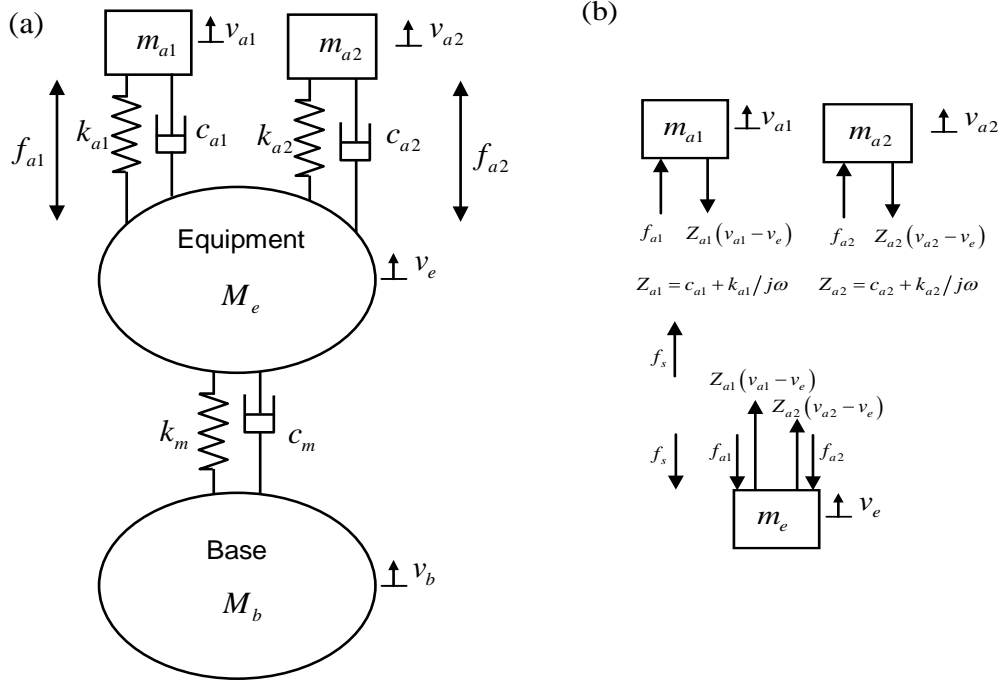 (a)
m_{a1}
v_{a1}
m_{a2}
v_{a2}
f_{a1}
k_{a1}
c_{a1}
k_{a2}
c_{a2}
f_{a2}
Equipment
M_e
v_e
k_m
c_m
Base
M_b
v_b
(b)
m_{a1}
v_{a1}
m_{a2}
v_{a2}
f_{a1}
Z_{a1}(v_{a1} − v_e)
f_{a2}
Z_{a2}(v_{a2} − v_e)
Z_{a1} = c_{a1} + k_{a1}/jω
Z_{a2} = c_{a2} + k_{a2}/jω
f_s
Z_{a1}(v_{a1} − v_e)
Z_{a2}(v_{a2} − v_e)
f_s
f_{a1}
f_{a2}
m_e
v_e